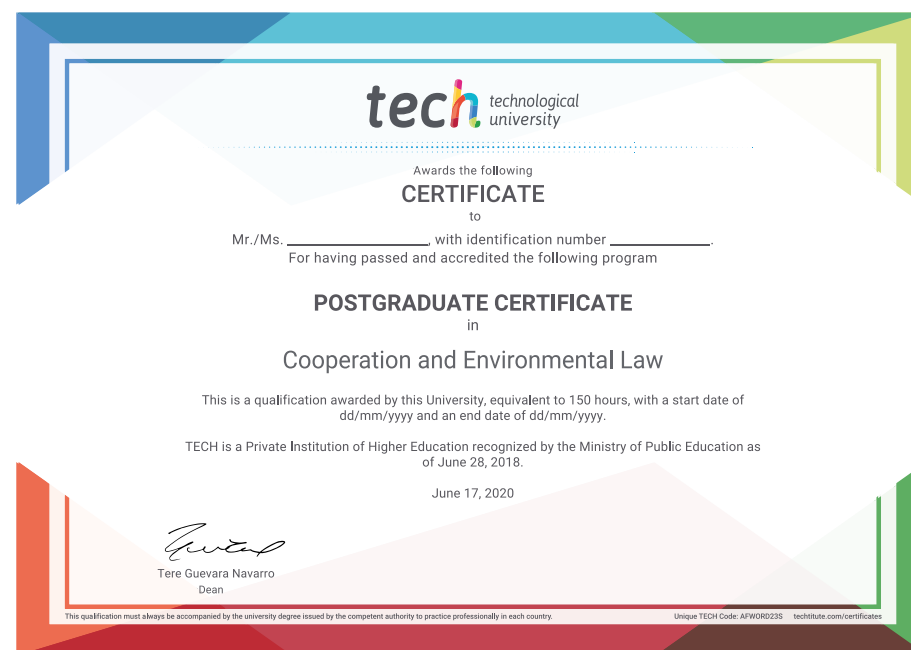 tech technological
university
Awards the following
CERTIFICATE
to
Mr./Ms. ____________________, with identification number ______________.
For having passed and accredited the following program
POSTGRADUATE CERTIFICATE
in
Cooperation and Environmental Law
This is a qualification awarded by this University, equivalent to 150 hours, with a start date of
dd/mm/yyyy and an end date of dd/mm/yyyy.
TECH is a Private Institution of Higher Education recognized by the Ministry of Public Education as
of June 28, 2018.
June 17, 2020
Tere Guevara Navarro
Dean
This qualification must always be accompanied by the university degree issued by the competent authority to practice professionally in each country. Unique TECH Code: AFWORD23S techtitute.com/certificates